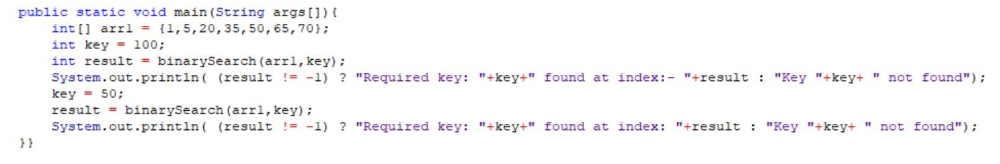 public static void main(String args[]){
int[] arr1 = {1,5,20,35,50,65,70};
int key = 100;
int result = binarySearch(arr1,key);
System.out.println( (result != -1) ? "Required key: "+key+" found at index:- "+result : "Key "+key+ " not found");
key = 50;
result = binarySearch(arr1,key);
System.out.println( (result != -1) ? "Required key: "+key+" found at index: "+result : "Key "+key+ " not found");
}}